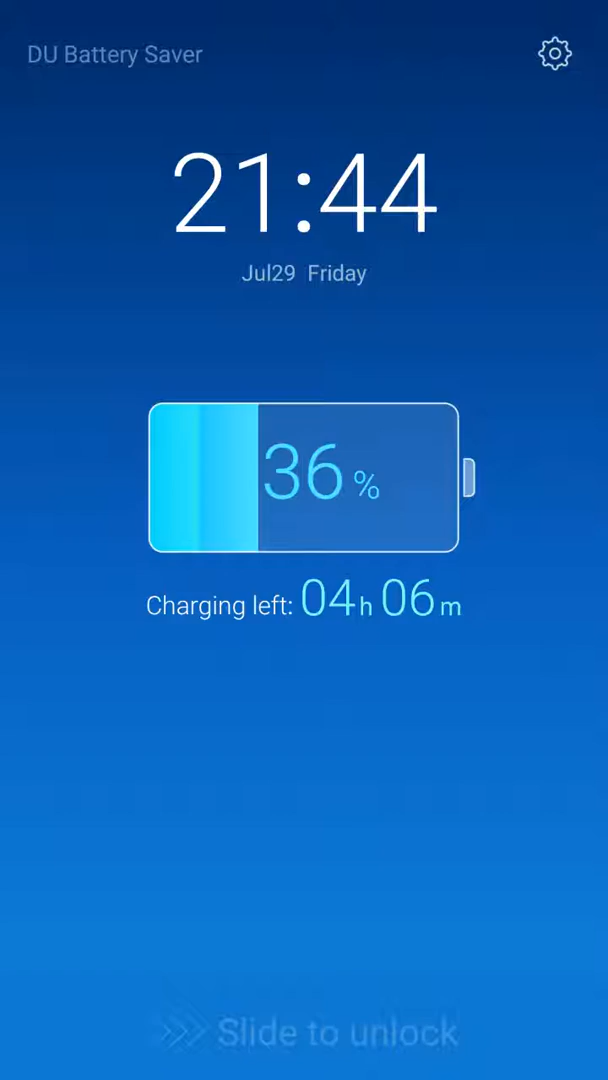 DU Battery Saver
21:44
Jul29 Friday
36 %
Charging left: 04h 06m
Slide to unlock